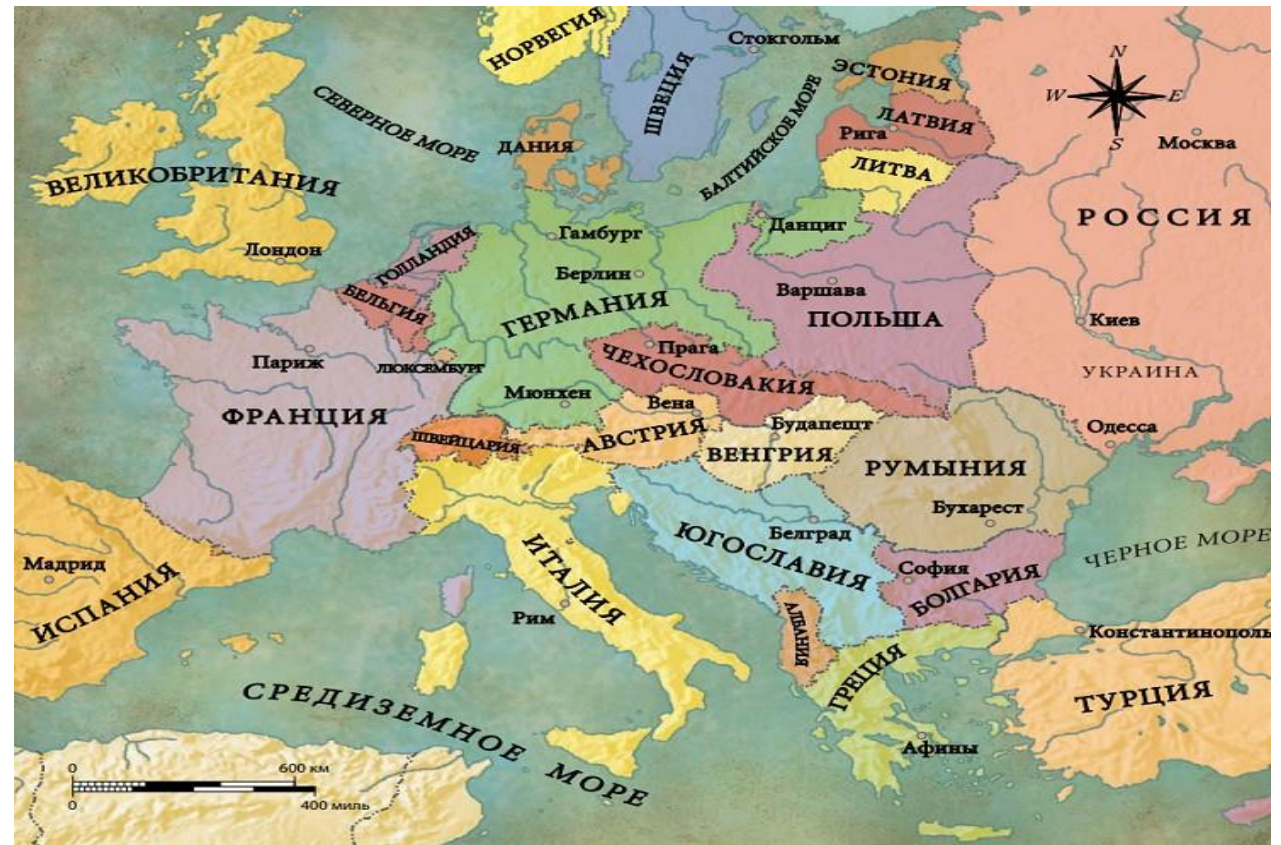 НОРВЕГИЯ
ШВЕЦИЯ
Стокгольм
ЭСТОНИЯ
N
W
E
S
СЕВЕРНОЕ МОРЕ
БАЛТИЙСКОЕ МОРЕ
ДАНИЯ
ЛАТВИЯ
Рига
Москва
ЛИТВА
ВЕЛИКОБРИТАНИЯ
РОССИЯ
Данциг
Гамбург
Лондон
ГОЛЛАНДИЯ
Берлин
БЕЛЬГИЯ
ГЕРМАНИЯ
Варшава
ПОЛЬША
Киев
Париж
ЛЮКСЕМБУРГ
Прага
ЧЕХОСЛОВАКИЯ
УКРАИНА
Мюнхен
Вена
ФРАНЦИЯ
Будапешт
Одесса
ШВЕЙЦАРИЯ
АВСТРИЯ
ВЕНГРИЯ
РУМЫНИЯ
Бухарест
Белград
ЮГОСЛАВИЯ
ЧЕРНОЕ МОРЕ
Мадрид
ИСПАНИЯ
ИТАЛИЯ
София
БОЛГАРИЯ
Рим
АЛБАНИЯ
Константинополь
ГРЕЦИЯ
ТУРЦИЯ
СРЕДИЗЕМНОЕ МОРЕ
Афины
0 600 км
0 400 миль